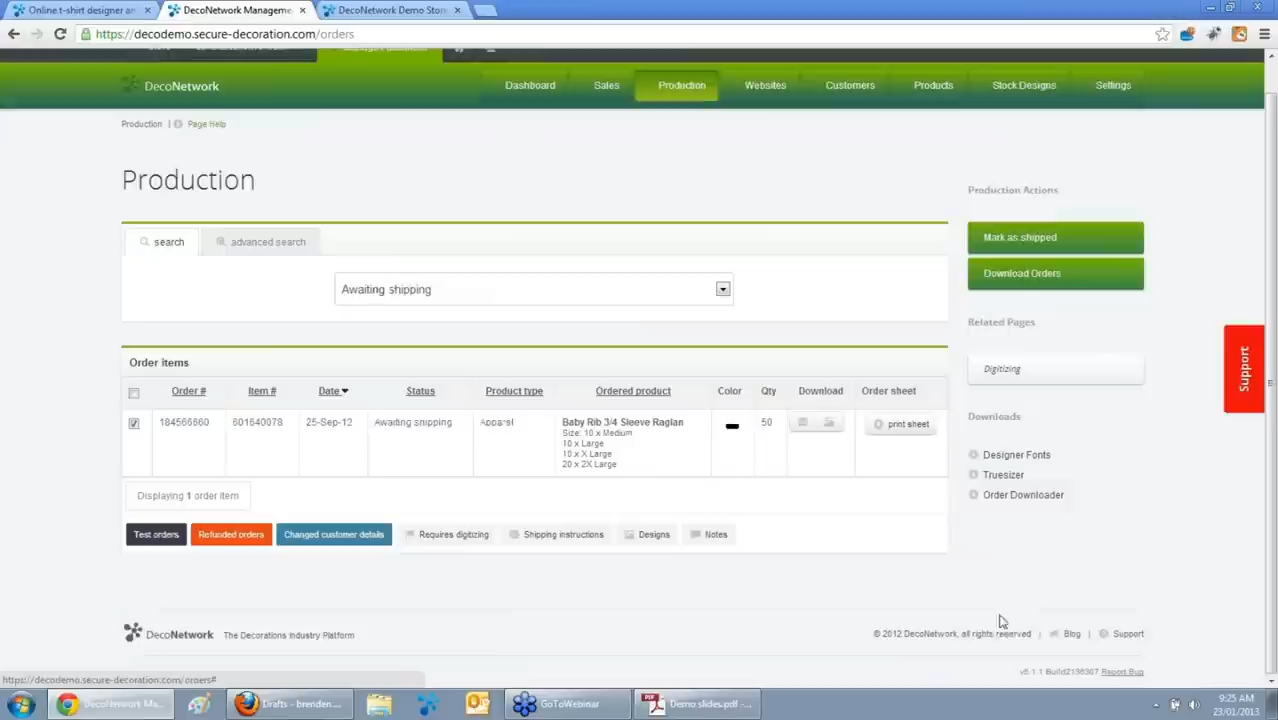 Online t-shirt designer an
DecoNetwork Manageme
DecoNetwork Demo Stor
https://decodemo.secure-decoration.com/orders
DecoNetwork
Dashboard
Sales
Production
Websites
Customers
Products
Stock Designs
Settings
Production | Page Help
Production
Production Actions
search
advanced search
Mark as shipped
Awaiting shipping
Download Orders
Related Pages
Digitizing
Support
Order items
Order # Item # Date Status Product type Ordered product Color Qty Download Order sheet
184566660 601640078 25-Sep-12 Awaiting shipping Apparel Baby Rib 3/4 Sleeve Raglan 50 print sheet
Size: 10 x Medium
10 x Large
10 x X Large
20 x 2X Large
Downloads
Designer Fonts
Truesizer
Order Downloader
Displaying 1 order item
Test orders
Refunded orders
Changed customer details
Requires digitizing
Shipping instructions
Designs
Notes
DecoNetwork The Decorations Industry Platform
© 2012 DecoNetwork, all rights reserved | Blog | Support
Report Bug
https://decodemo.secure-decoration.com/orders#
DecoNetwork Ma...
Drafts - brenden....
GoToWebinar
Demo slides.pdf -...
9:25 AM
23/01/2013